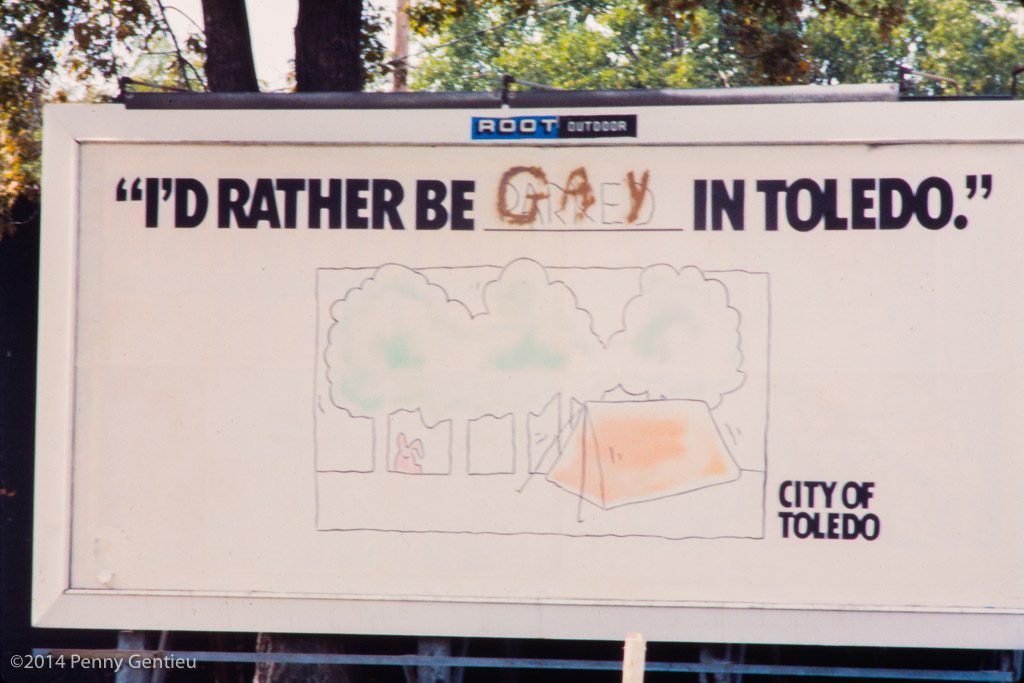 ROOT OUTDOOR
"I'D RATHER BE GAY IN TOLEDO."
CITY OF
TOLEDO
©2014 Penny Gentieu